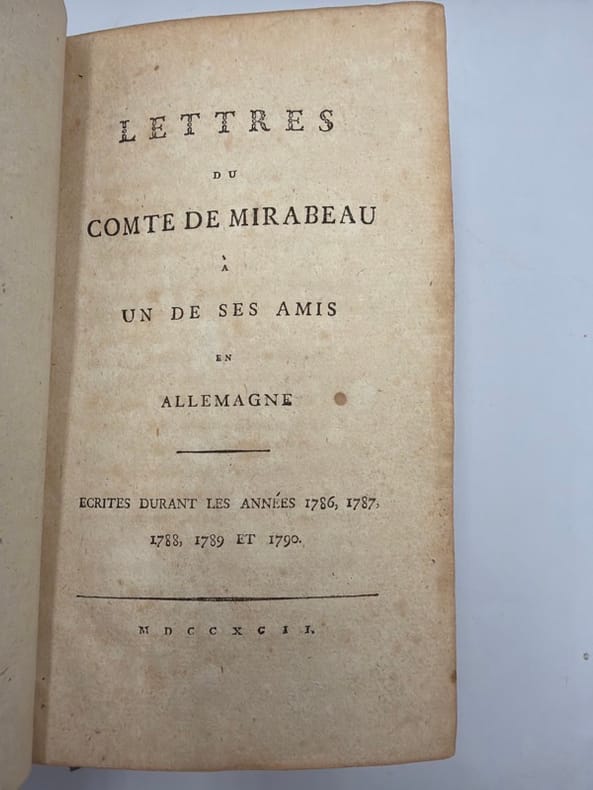 LETTRES
DU
COMTE DE MIRABEAU
À
UN DE SES AMIS
EN
ALLEMAGNE
ECRITES DURANT LES ANNÉES 1786, 1787,
1788, 1789 ET 1790.
MDCCXCII.